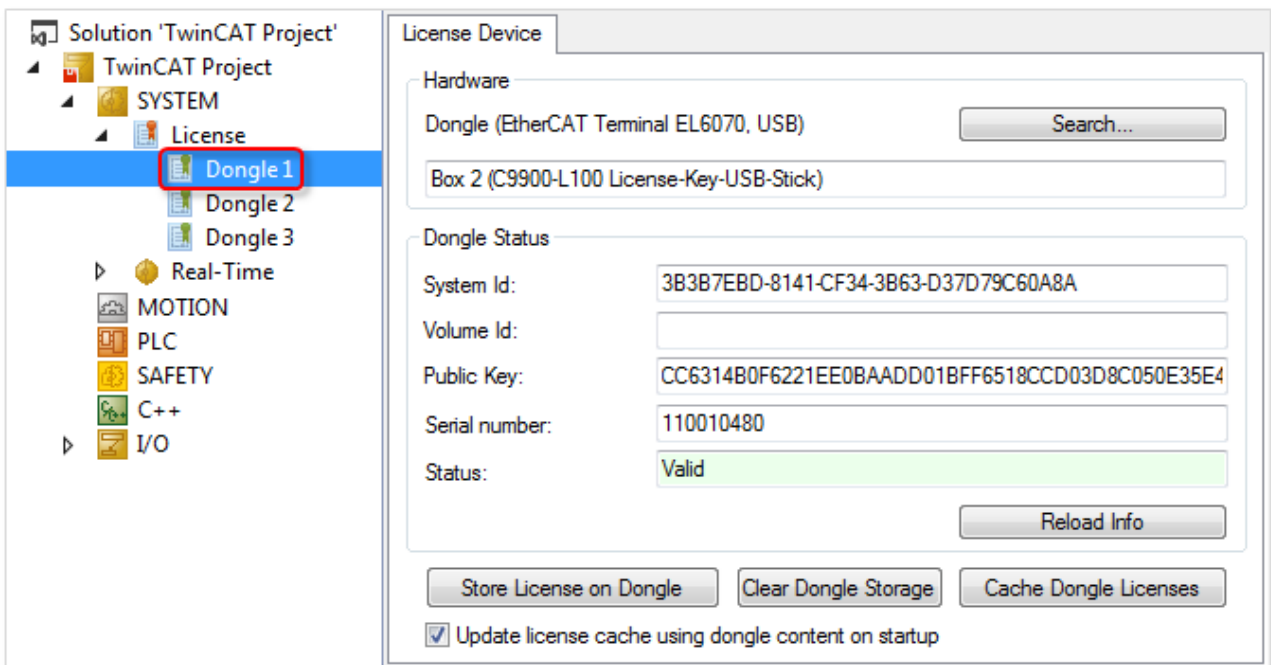 Solution 'TwinCAT Project'
TwinCAT Project
SYSTEM
License
Dongle 1
Dongle 2
Dongle 3
Real-Time
MOTION
PLC
SAFETY
C++
I/O
License Device
Hardware
Dongle (EtherCAT Terminal EL6070, USB)
Search...
Box 2 (C9900-L100 License-Key-USB-Stick)
Dongle Status
System Id: 3B3B7EBD-8141-CF34-3B63-D37D79C60A8A
Volume Id:
Public Key: CC6314B0F6221EE0BAADD01BFF6518CCD03D8C050E35E4
Serial number: 110010480
Status: Valid
Reload Info
Store License on Dongle Clear Dongle Storage Cache Dongle Licenses
Update license cache using dongle content on startup